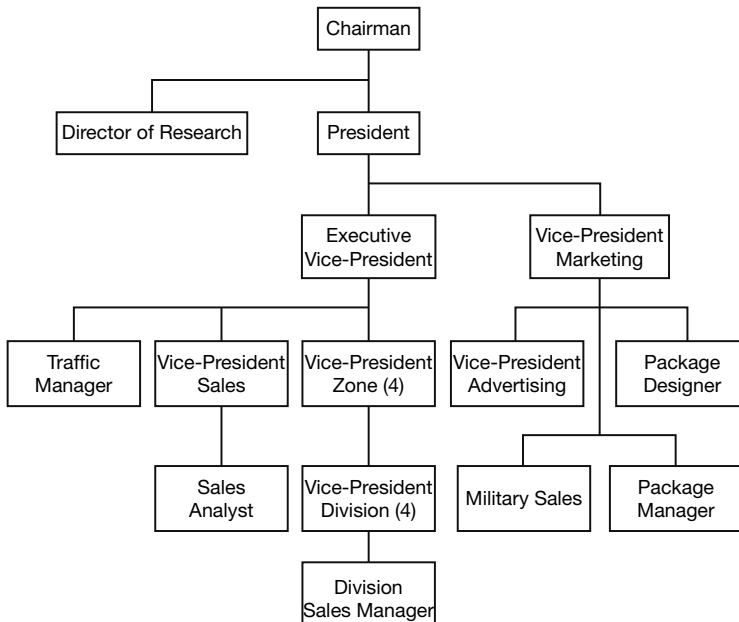 Chairman
Director of Research
President
Executive
Vice-President
Vice-President
Marketing
Traffic
Manager
Vice-President
Sales
Vice-President
Zone (4)
Vice-President
Advertising
Package
Designer
Sales
Analyst
Vice-President
Division (4)
Military Sales
Package
Manager
Division
Sales Manager